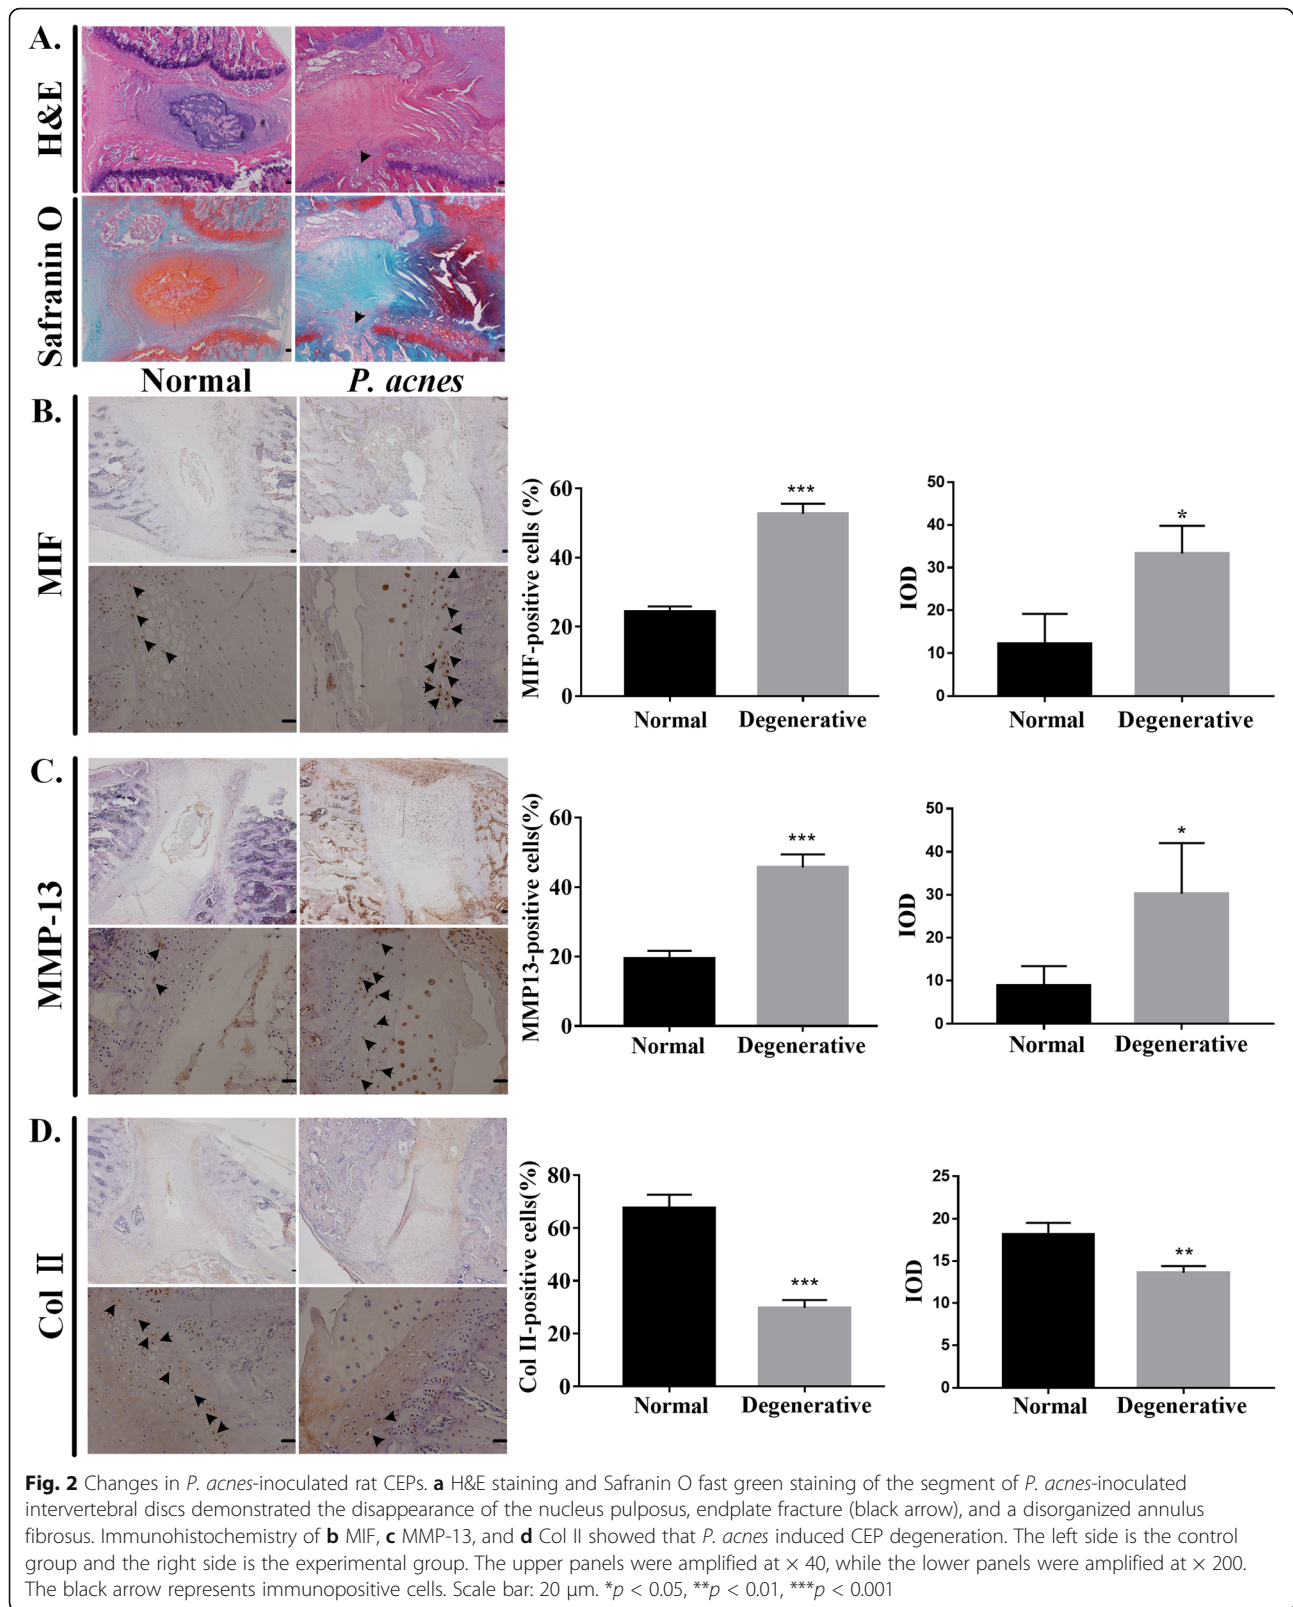 A.
H&E
Safranin O
Normal
P. acnes
B.
MIF
MIF-positive cells (%)
60
40
20
0
***
Normal
Degenerative
IOD
50
40
30
20
10
0
*
Normal
Degenerative
C.
MMP-13
MMP13-positive cells(%)
60
40
20
0
***
Normal
Degenerative
IOD
50
40
30
20
10
0
*
Normal
Degenerative
D.
Col II
Col II-positive cells(%)
80
60
40
20
0
***
Normal
Degenerative
IOD
25
20
15
10
5
0
**
Normal
Degenerative
Fig. 2 Changes in P. acnes-inoculated rat CEPs. a H&E staining and Safranin O fast green staining of the segment of P. acnes-inoculated
intervertebral discs demonstrated the disappearance of the nucleus pulposus, endplate fracture (black arrow), and a disorganized annulus
fibrosus. Immunohistochemistry of b MIF, c MMP-13, and d Col II showed that P. acnes induced CEP degeneration. The left side is the control
group and the right side is the experimental group. The upper panels were amplified at × 40, while the lower panels were amplified at × 200.
The black arrow represents immunopositive cells. Scale bar: 20 μm. *p < 0.05, **p < 0.01, ***p < 0.001